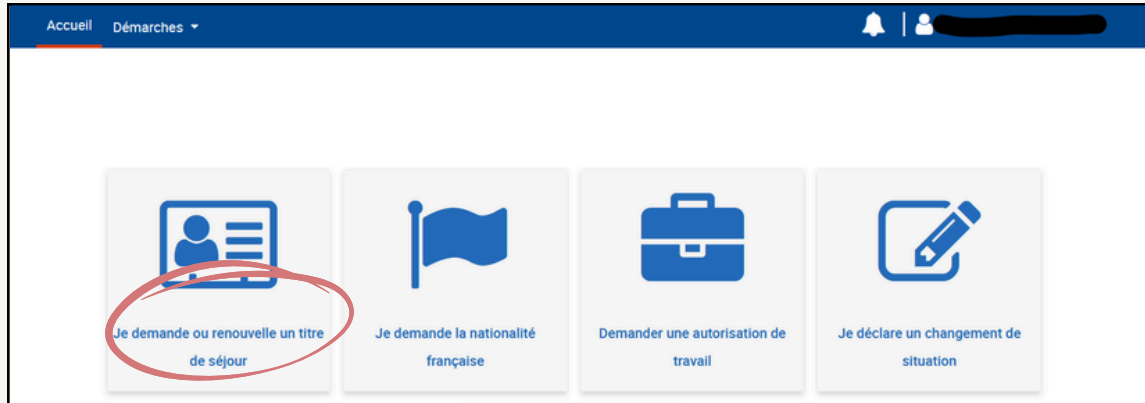 Accueil Démarches
Je demande ou renouvelle un titre
de séjour
Je demande la nationalité
française
Demander une autorisation de
travail
Je déclare un changement de
situation